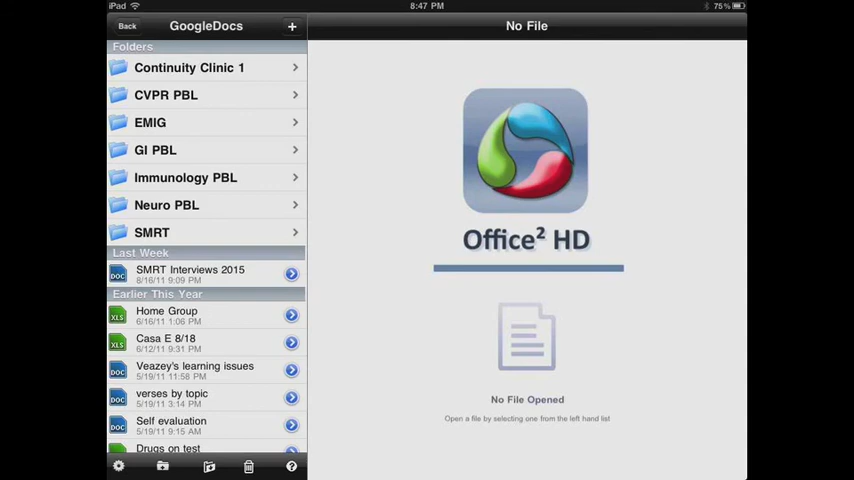 iPad
8:47 PM
75%
Back
GoogleDocs
+
No File
Folders
Continuity Clinic 1
CVPR PBL
EMIG
GI PBL
Immunology PBL
Neuro PBL
SMRT
Last Week
DOC
SMRT Interviews 2015
8/16/11 9:09 PM
Earlier This Year
XLS
Home Group
6/16/11 1:06 PM
XLS
Casa E 8/18
6/12/11 9:31 PM
DOC
Veazey's learning issues
5/19/11 11:58 PM
DOC
verses by topic
5/19/11 3:14 PM
DOC
Self evaluation
5/19/11 9:15 AM
Drugs on test
?
Office² HD
No File Opened
Open a file by selecting one from the left hand list